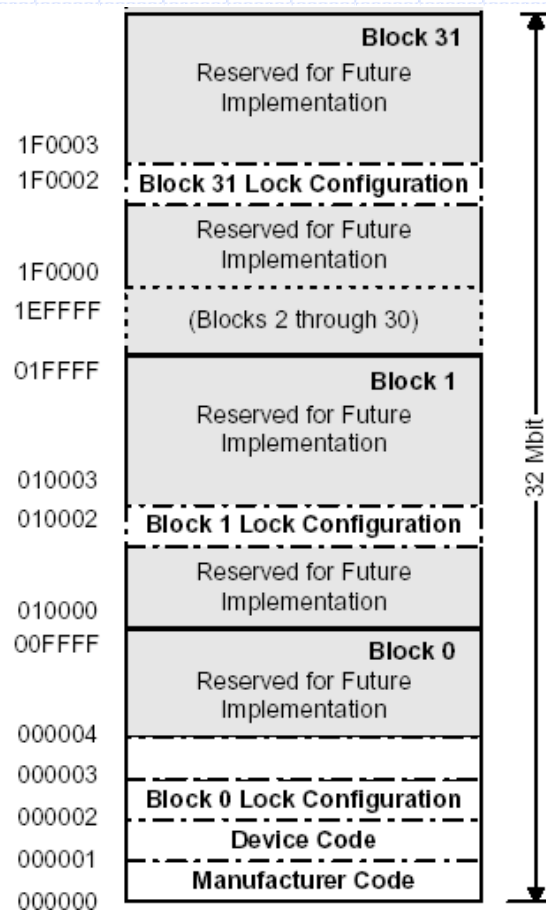 Block 31
Reserved for Future
Implementation
1F0003
1F0002
Block 31 Lock Configuration
Reserved for Future
Implementation
1F0000
1EFFFF
(Blocks 2 through 30)
01FFFF
Block 1
Reserved for Future
Implementation
010003
010002
Block 1 Lock Configuration
Reserved for Future
Implementation
010000
00FFFF
Block 0
Reserved for Future
Implementation
000004
000003
Block 0 Lock Configuration
000002
Device Code
000001
Manufacturer Code
000000
32 Mbit